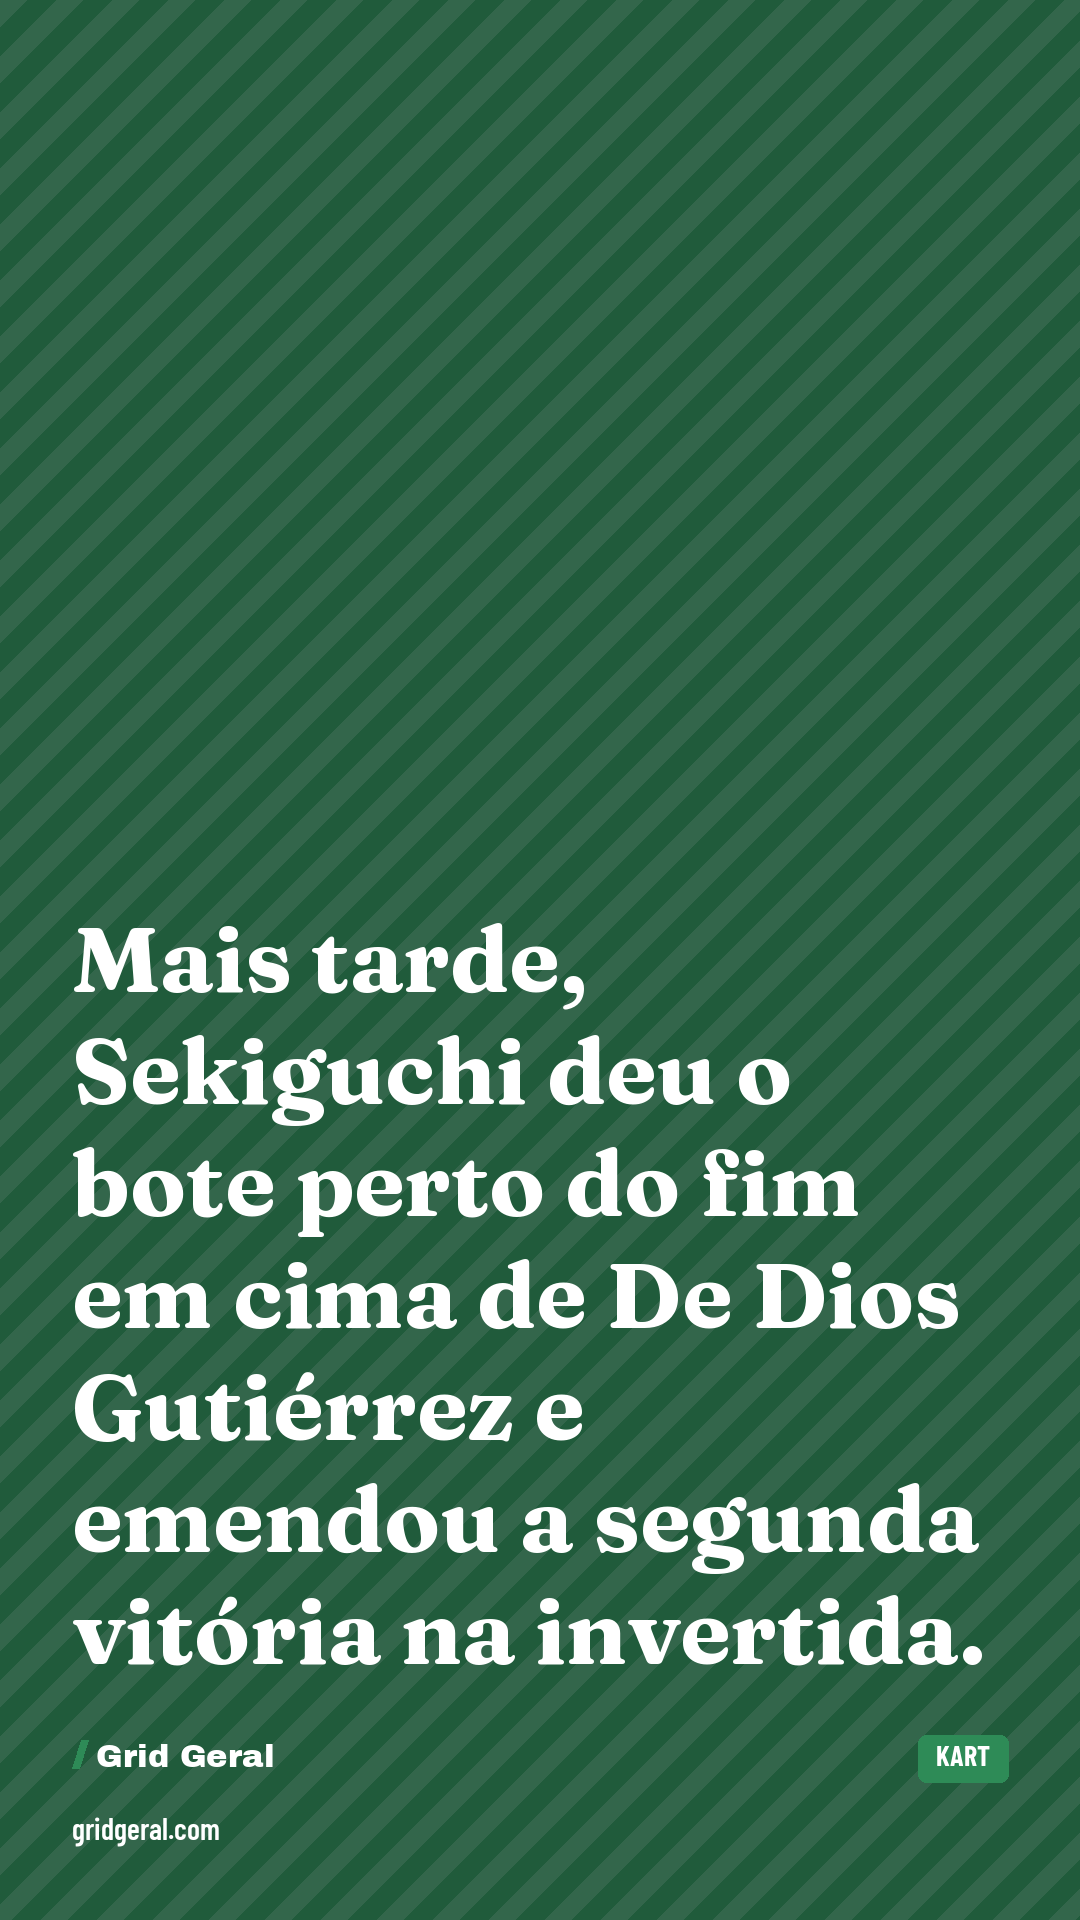 Mais tarde,
Sekiguchi deu o
bote perto do fim
em cima de De Dios
Gutiérrez e
emendou a segunda
vitória na invertida.
Grid Geral
KART
gridgeral.com